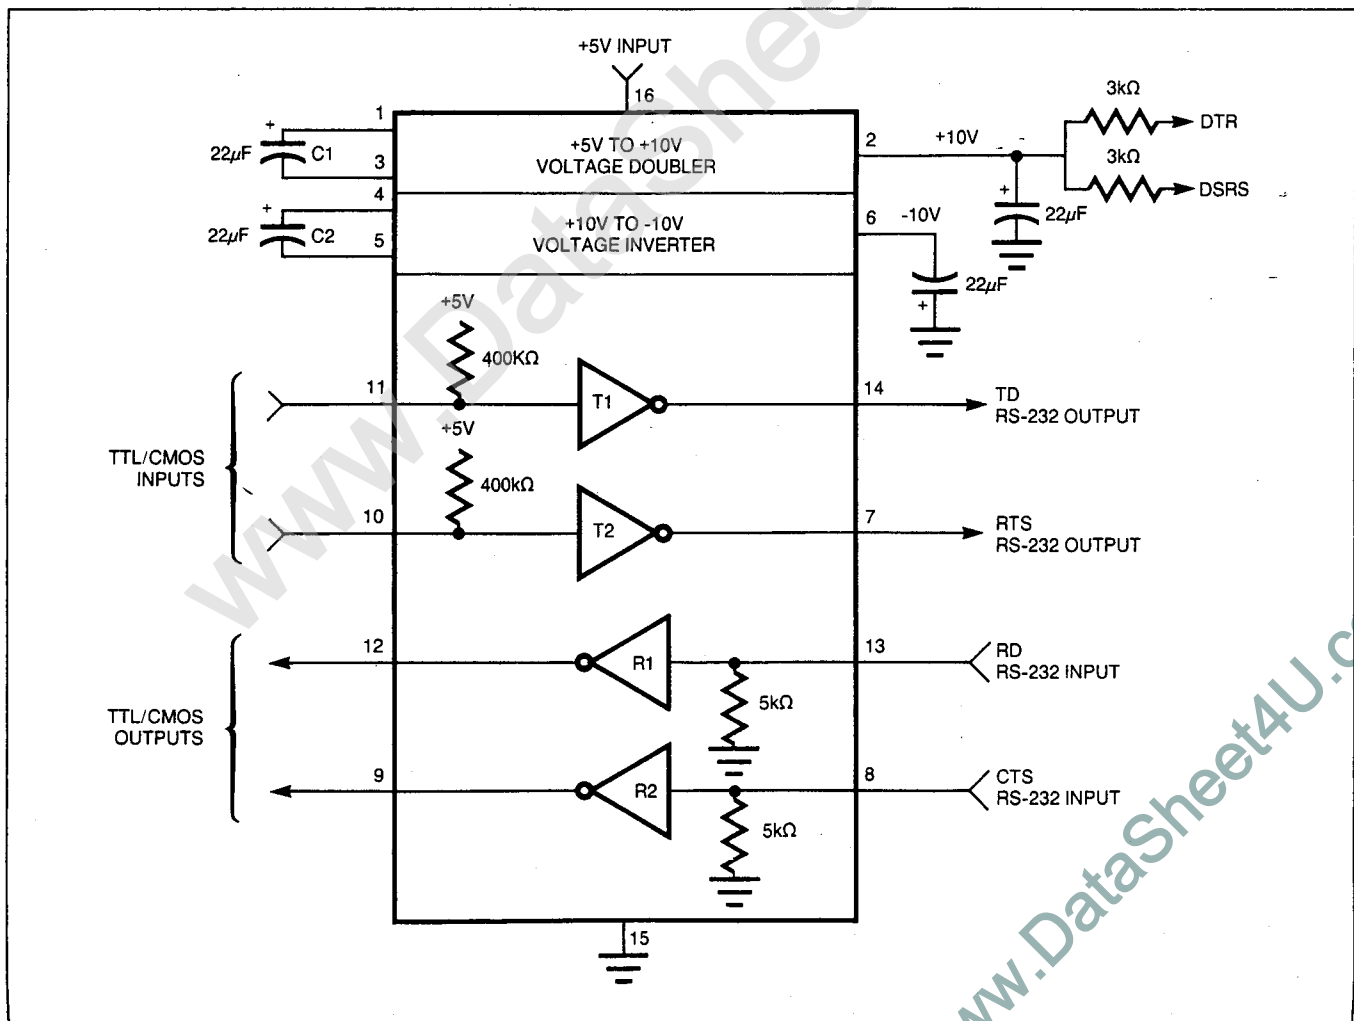 +5V INPUT
16
1
+
22μF
C1
3
+5V TO +10V
VOLTAGE DOUBLER
2
+10V
3kΩ
DTR
3kΩ
DSRS
+
22μF
4
+
22μF
C2
5
+10V TO -10V
VOLTAGE INVERTER
6
-10V
22μF
+
+5V
400KΩ
11
T1
14
TD
RS-232 OUTPUT
+5V
400kΩ
TTL/CMOS
INPUTS
10
T2
7
RTS
RS-232 OUTPUT
12
R1
13
RD
RS-232 INPUT
5kΩ
TTL/CMOS
OUTPUTS
9
R2
8
CTS
RS-232 INPUT
5kΩ
15
www.DataShee
ww.DataSheet4U.c